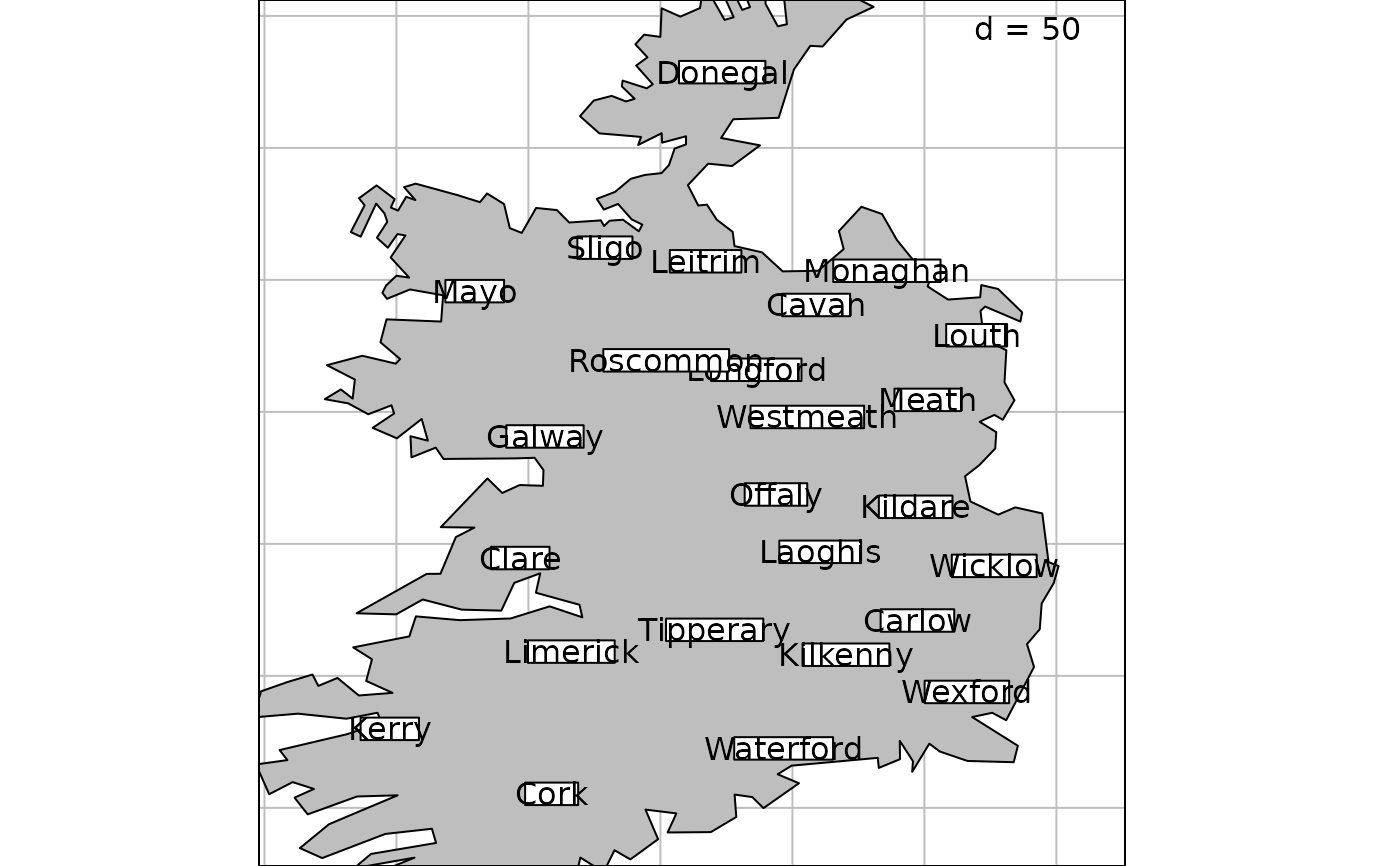 d = 50
Donegal
Sligo
Leitrim
Monaghan
Mayo
Cavan
Louth
Roscommon
Longford
Meath
Westmeath
Galway
Offaly
Kildare
Laoghis
Clare
Wicklow
Carlow
Tipperary
Limerick
Kilkenny
Wexford
Kerry
Waterford
Cork